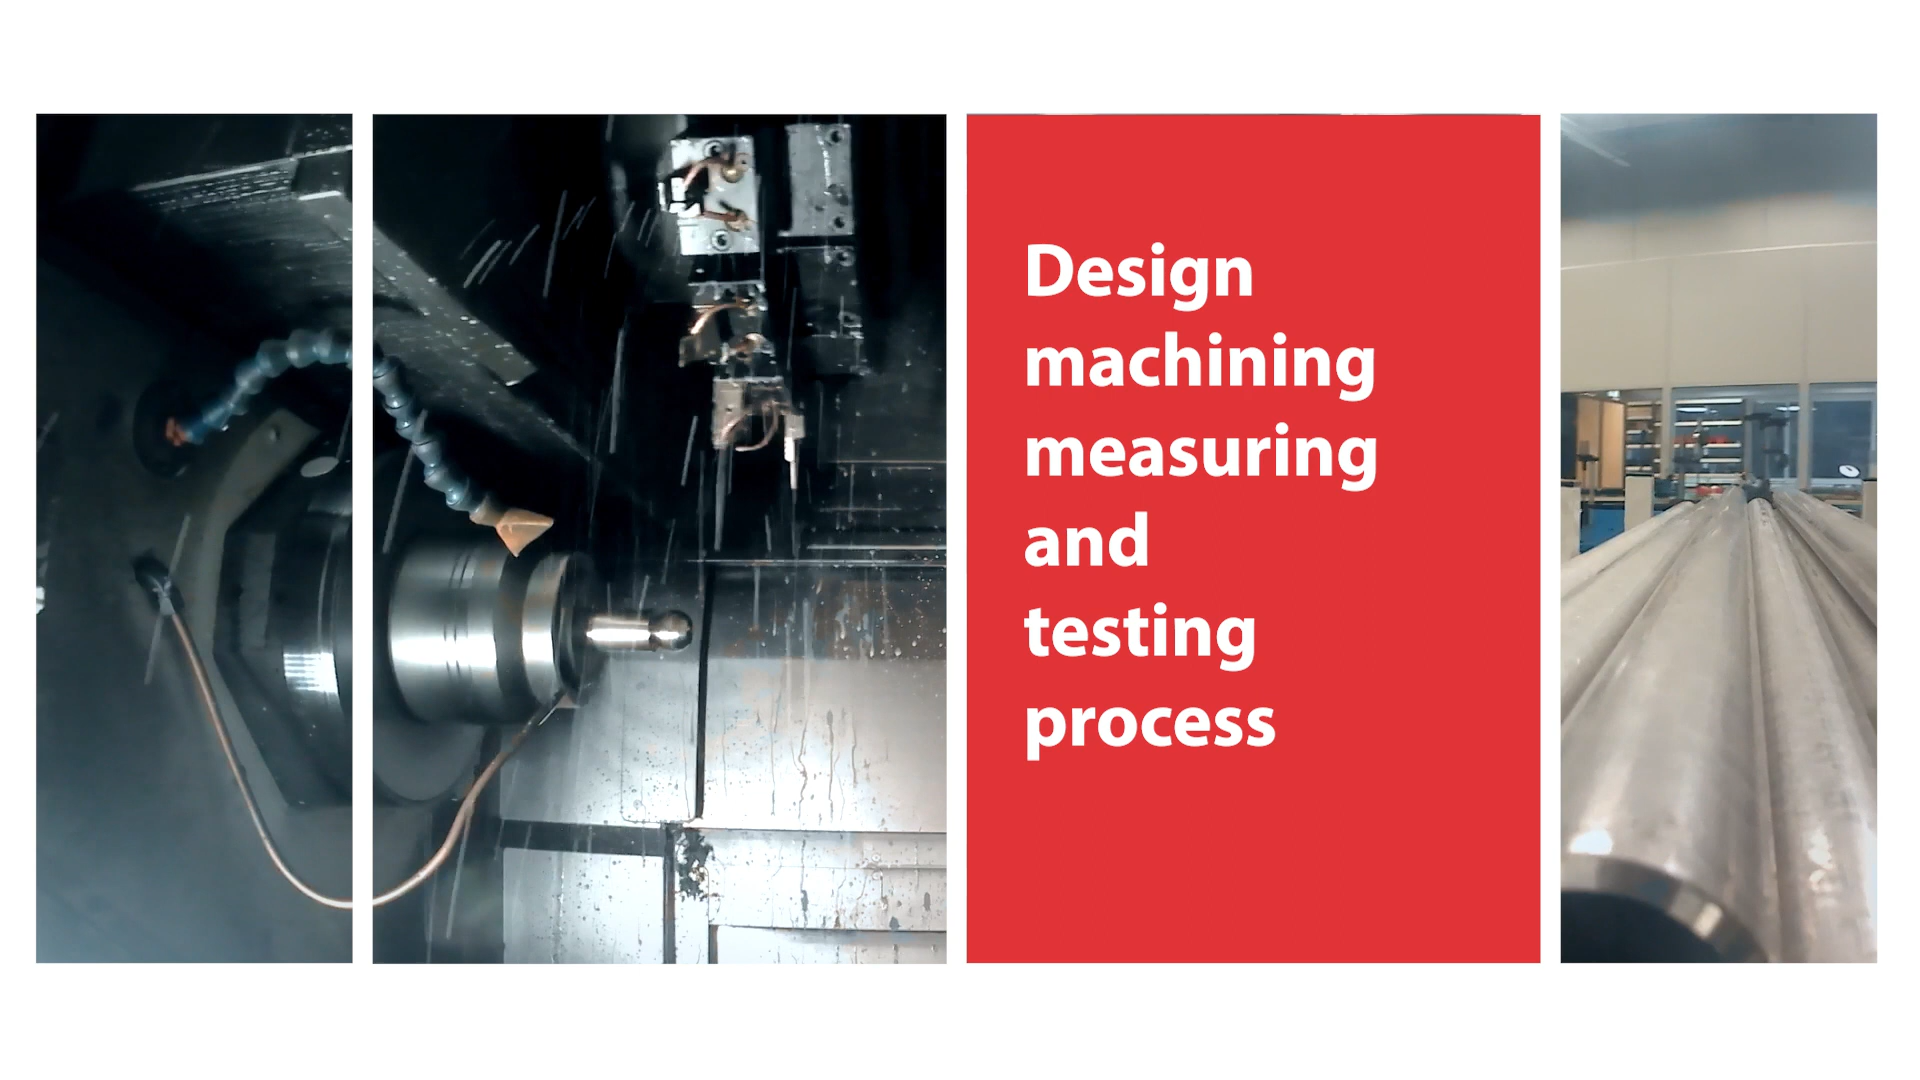 Design
machining
measuring
and
testing
process